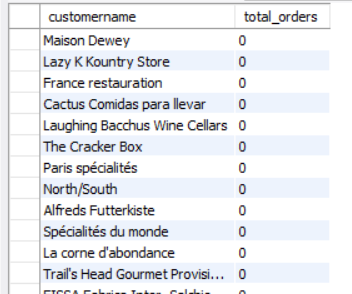 customername total_orders
Maison Dewey 0
Lazy K Kountry Store 0
France restauration 0
Cactus Comidas para llevar 0
Laughing Bacchus Wine Cellars 0
The Cracker Box 0
Paris spécialités 0
North/South 0
Alfreds Futterkiste 0
Spécialités du monde 0
La corne d'abondance 0
Trail's Head Gourmet Provisi... 0